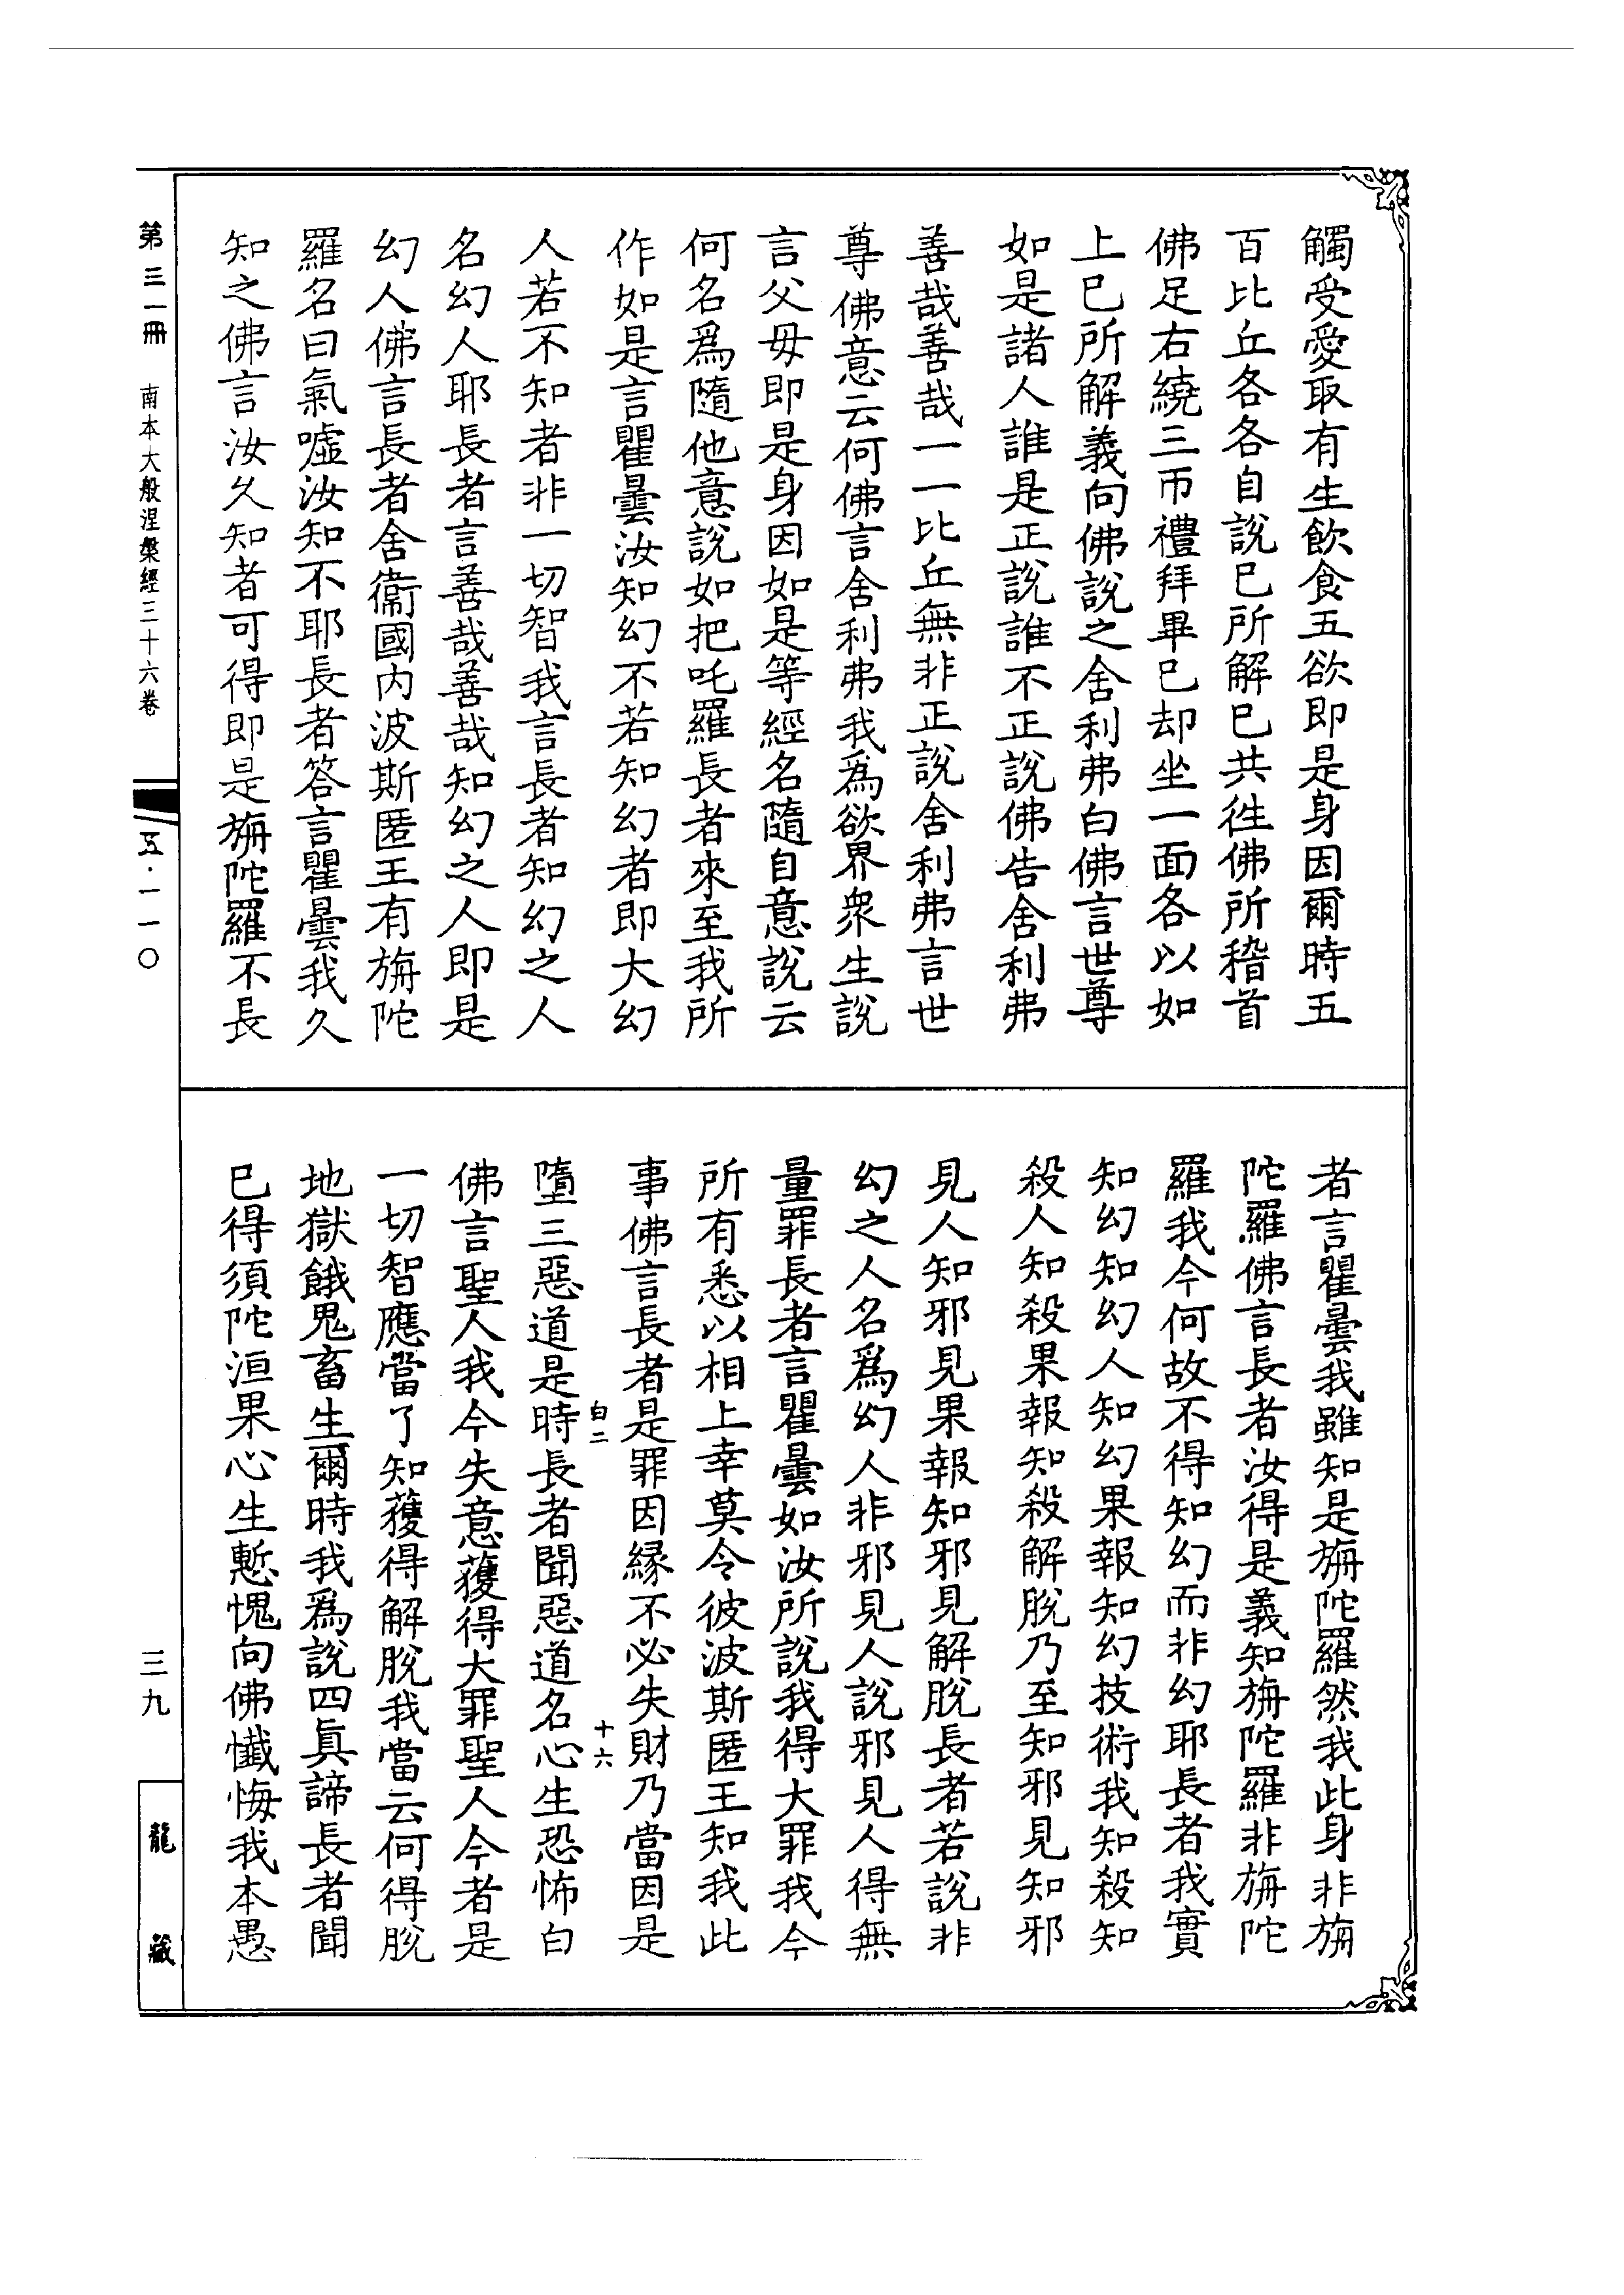 觸受愛取有生飲食五欲即是身因爾時五
百比丘各各自說已所解已共往佛所稽首
佛足右繞三帀禮拜畢已却坐一面各以如
上已所解義向佛說之舍利弗白佛言世尊
如是諸人誰是正說誰不正說佛告舍利弗
善哉善哉一一比丘無非正說舍利弗言世
尊佛意云何佛言舍利弗我為欲界衆生說
言父母即是身因如是等經名隨自意說云
何名為隨他意說如把吒羅長者來至我所
作如是言瞿曇汝知幻不若知幻者即大幻
人若不知者非一切智我言長者知幻之人
名幻人耶長者言善哉善哉知幻之人即是
幻人佛言長者舍衞國內波斯匿王有旃陀
羅名曰氣噓汝知不耶長者答言瞿曇我久
知之佛言汝久知者可得即是旃陀羅不長
者言瞿曇我雖知是旃陀羅然我此身非旃
陀羅佛言長者汝得是義知旃陀羅非旃陀
羅我今何故不得知幻而非幻耶長者我實
知幻知幻人知幻果報知幻技術我知殺知
殺人知殺果報知殺解脫乃至知邪見知邪
見人知邪見果報知邪見解脫長者若說非
幻之人名為幻人非邪見人說邪見人得無
量罪長者言瞿曇如汝所說我得大罪我今
所有悉以相上幸莫令彼波斯匿王知我此
事佛言長者是罪因緣不必失財乃當因是
白二 十六
墮三惡道是時長者聞惡道名心生恐怖白
佛言聖人我今失意獲得大罪聖人今者是
一切智應當了知獲得解脫我當云何得脫
地獄餓鬼畜生爾時我為說四真諦長者聞
已得須陀洹果心生慙愧向佛懺悔我本愚
第三一冊 南本大般涅槃經三十六卷
五·一一〇
三九
龍藏